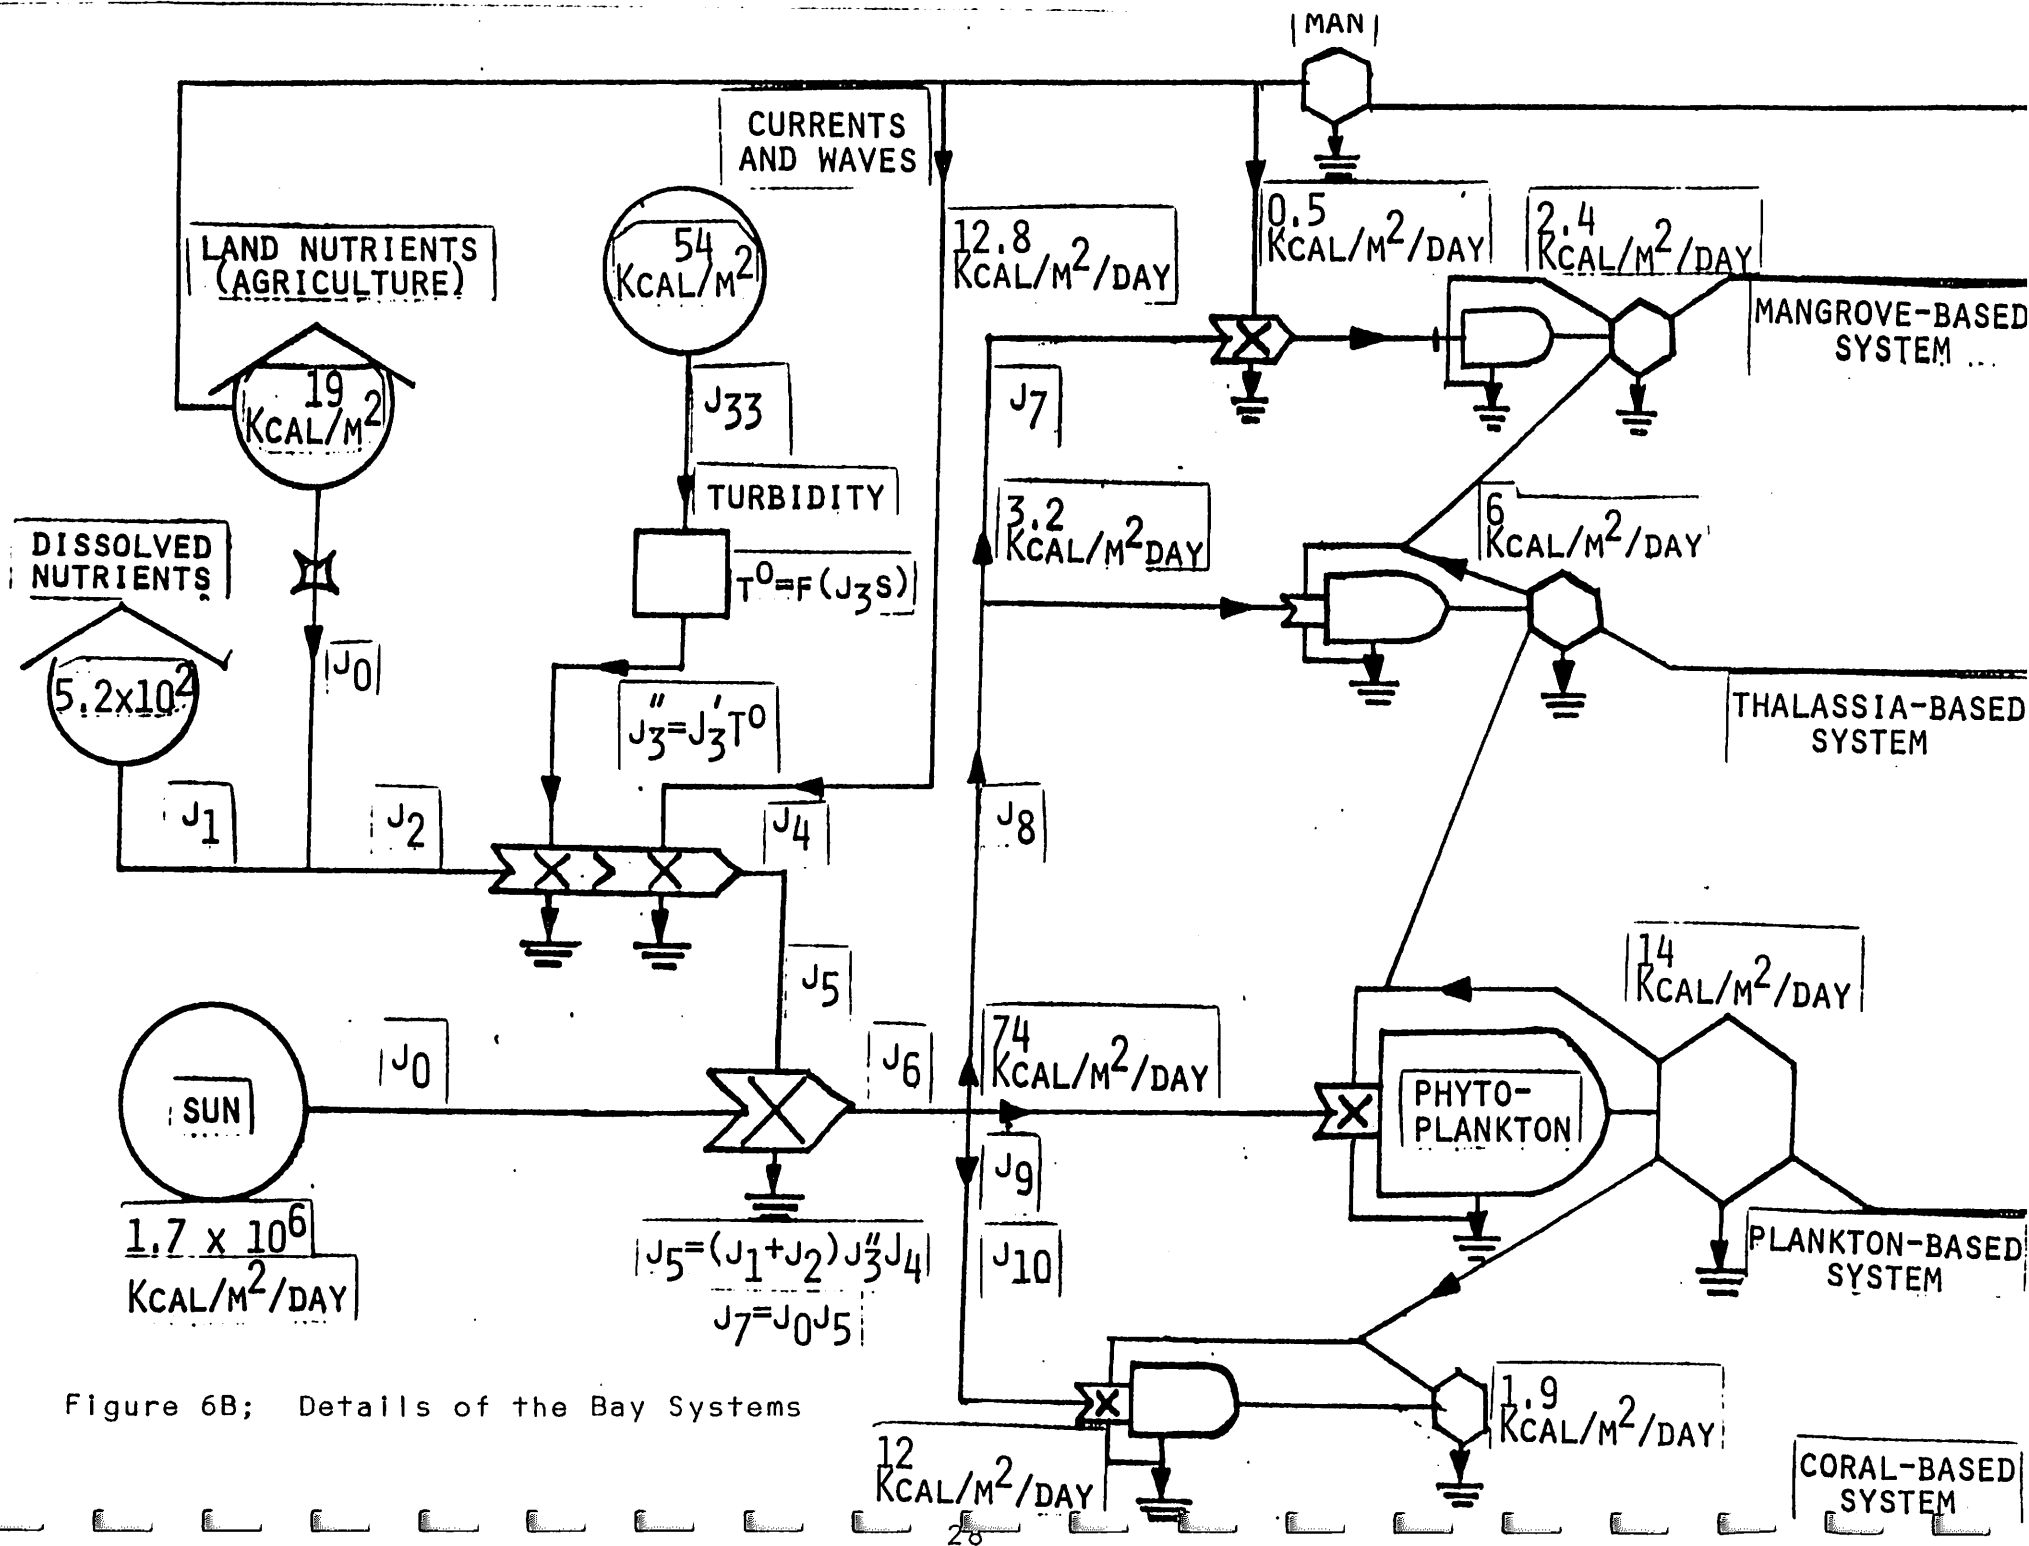 MAN
CURRENTS
AND WAVES
LAND NUTRIENTS
(AGRICULTURE)
54
KCAL/M²
12.8
KCAL/M²/DAY
0.5
KCAL/M²/DAY
2.4
KCAL/M²/DAY
MANGROVE-BASED
SYSTEM ...
19
KCAL/M²
J33
J7
TURBIDITY
3.2
KCAL/M²DAY
6
KCAL/M²/DAY
DISSOLVED
NUTRIENTS
T⁰=F(J3S)
J0
5.2x10²
J3''=J3'T⁰
THALASSIA-BASED
SYSTEM
J1
J2
J4
J8
J5
14
KCAL/M²/DAY
J0
J6
74
KCAL/M²/DAY
SUN
PHYTO-
PLANKTON
J9
1.7 x 10⁶
KCAL/M²/DAY
J5=(J1+J2)J3''J4
J7=J0J5
J10
PLANKTON-BASED
SYSTEM
Figure 6B; Details of the Bay Systems
12
KCAL/M²/DAY
1.9
KCAL/M²/DAY
CORAL-BASED
SYSTEM
28